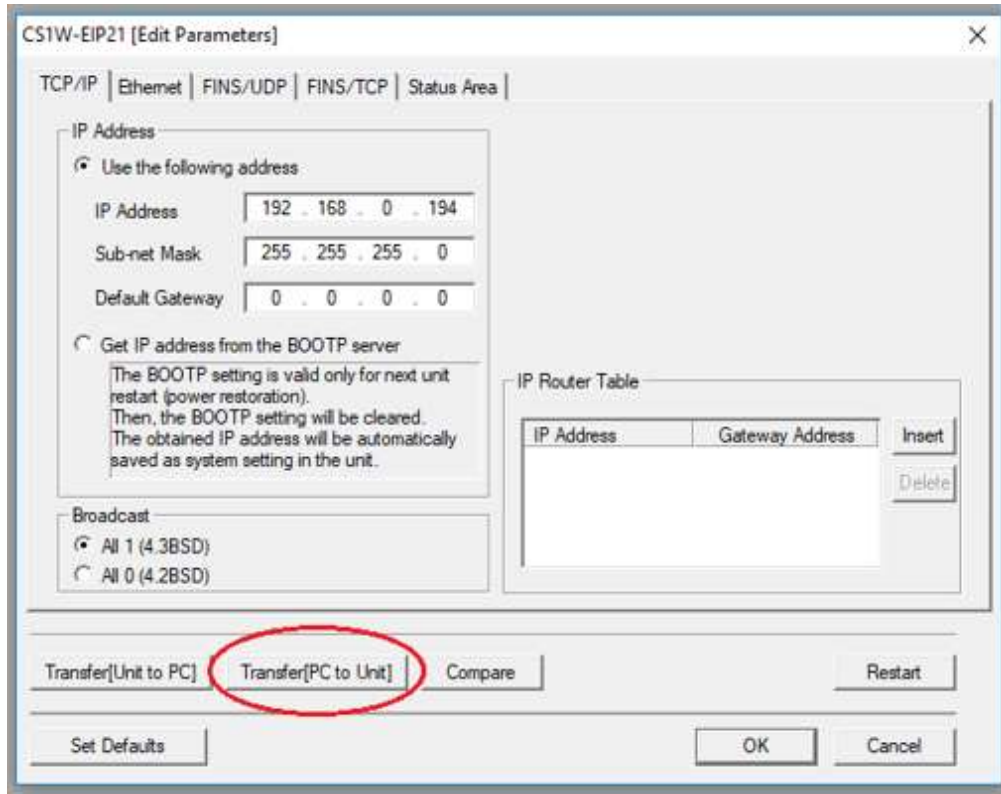 CS1W-EIP21 [Edit Parameters]
TCP/IP Ethernet FINS/UDP FINS/TCP Status Area
IP Address
Use the following address
IP Address 192 . 168 . 0 . 194
Sub-net Mask 255 . 255 . 255 . 0
Default Gateway 0 . 0 . 0 . 0
Get IP address from the BOOTP server
The BOOTP setting is valid only for next unit
restart (power restoration).
Then, the BOOTP setting will be cleared.
The obtained IP address will be automatically
saved as system setting in the unit.
Broadcast
All 1 (4.3BSD)
All 0 (4.2BSD)
IP Router Table
IP Address Gateway Address
Insert
Delete
Transfer[Unit to PC] Transfer[PC to Unit] Compare Restart
Set Defaults OK Cancel